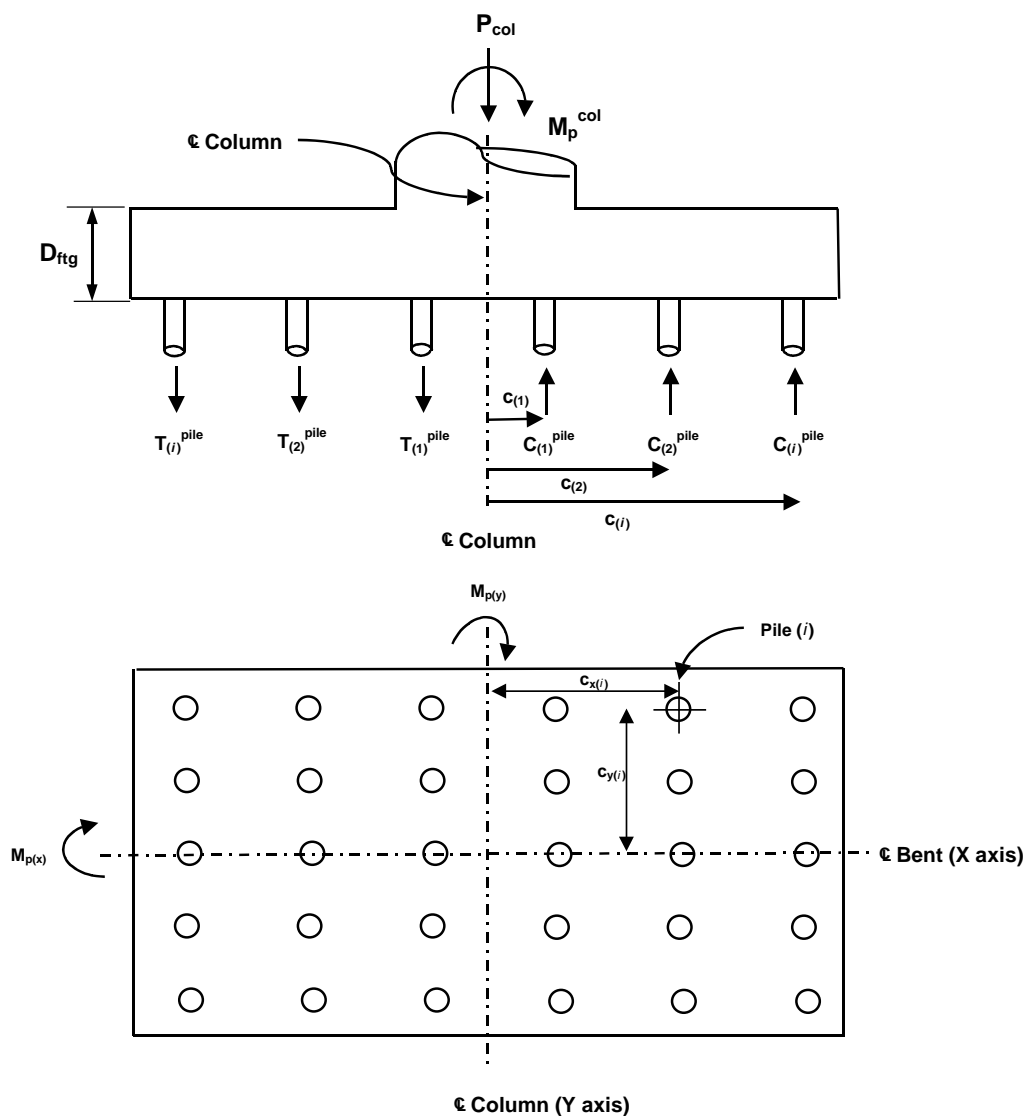 P_col
M_p^col
℄ Column
D_ftg
c_(1)
T_(i)^pile T_(2)^pile T_(1)^pile C_(1)^pile C_(2)^pile C_(i)^pile
c_(2)
c_(i)
℄ Column
M_p(y)
Pile (i)
c_x(i)
c_y(i)
M_p(x)
℄ Bent (X axis)
℄ Column (Y axis)